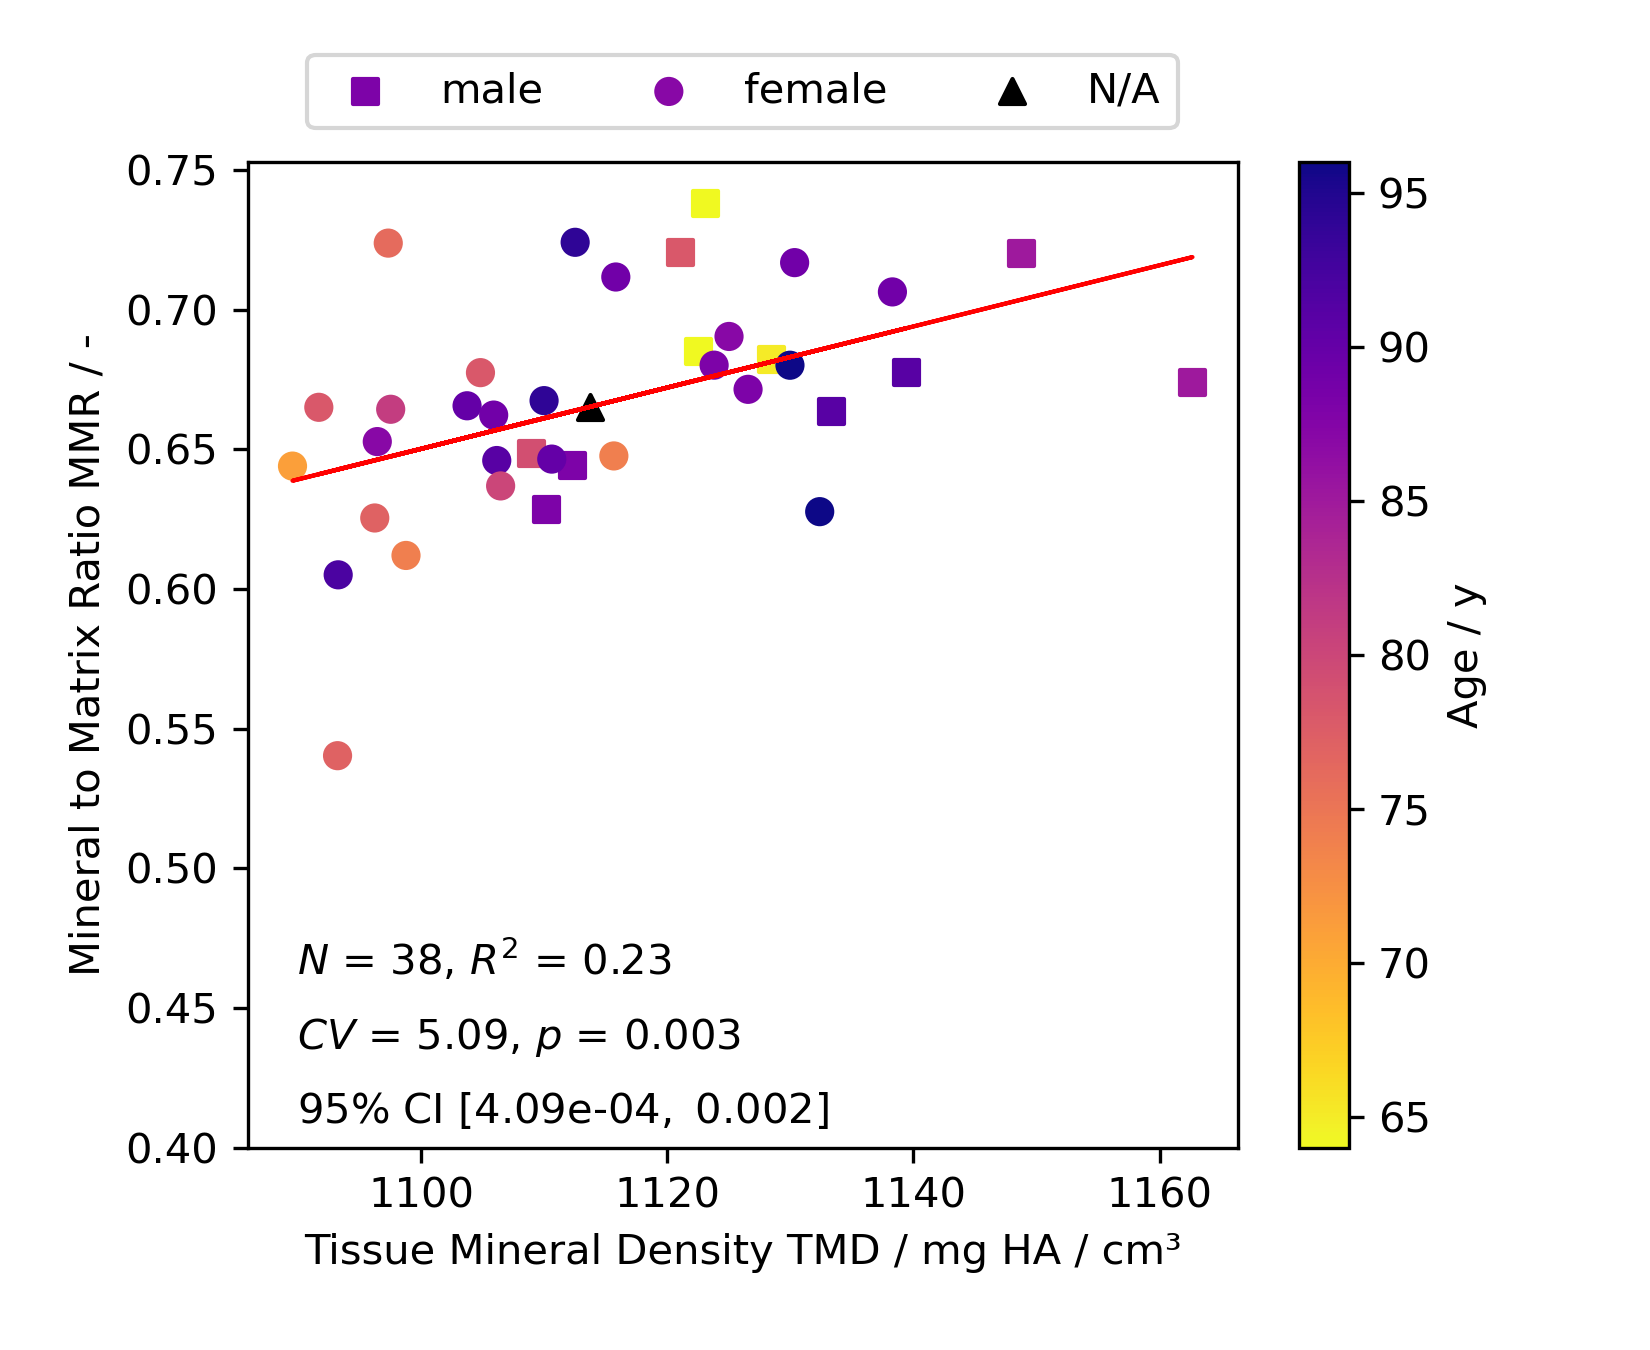 male female N/A
0.75
0.70
0.65
0.60
0.55
0.50
0.45
0.40
Mineral to Matrix Ratio MMR / -
N = 38, R² = 0.23
CV = 5.09, p = 0.003
95% CI [4.09e-04, 0.002]
1100 1120 1140 1160
Tissue Mineral Density TMD / mg HA / cm³
95
90
85
80
75
70
65
Age / y